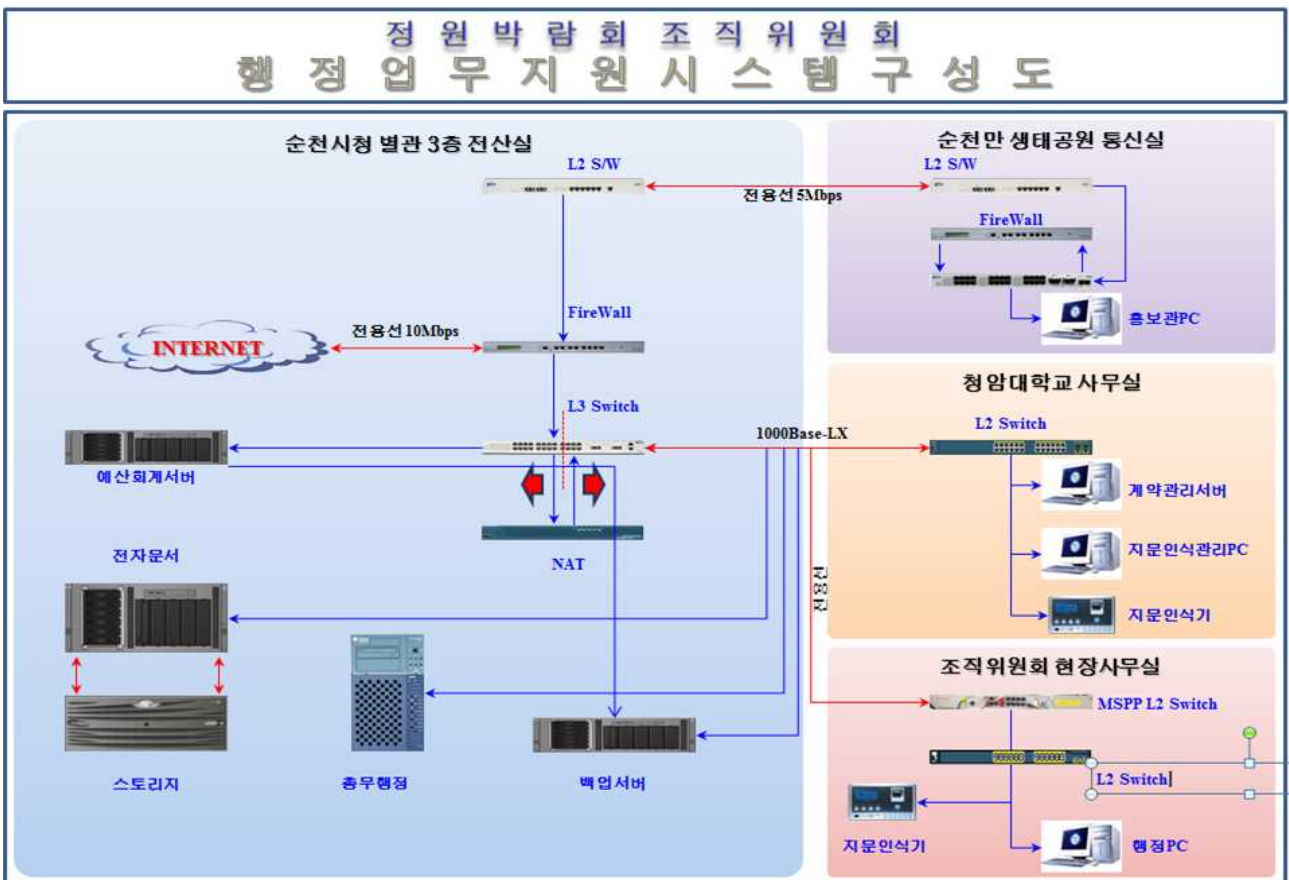 정원박람회 조직위원회
행정업무지원시스템구성도
순천시청 별관 3층 전산실
L2 S/W
전용선5Mbps
FireWall
INTERNET
전용선10Mbps
L3 Switch
1000Base-LX
예산회계서버
NAT
전자문서
스토리지
총무행정
백업서버
전용선
순천만 생태공원 통신실
L2 S/W
FireWall
홍보관PC
청암대학교 사무실
L2 Switch
계약관리서버
지문인식관리PC
지문인식기
조직위원회 현장사무실
MSPP L2 Switch
L2 Switch
지문인식기
행정PC